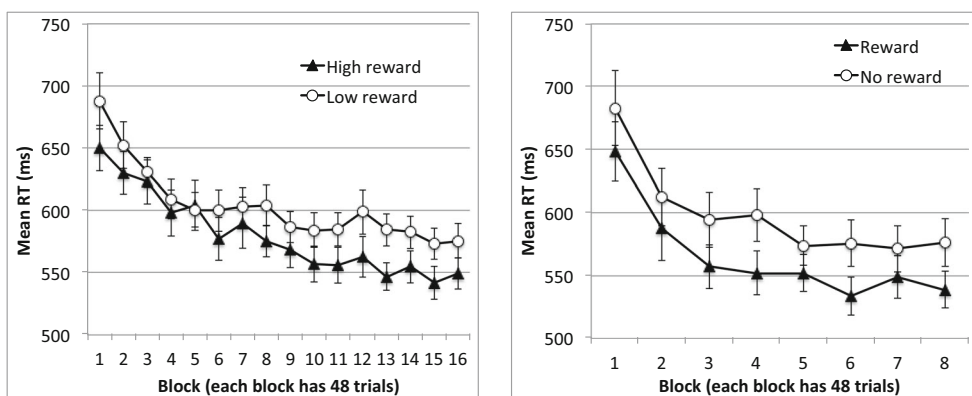 750
700
650
600
550
500
Mean RT (ms)
High reward
Low reward
1 2 3 4 5 6 7 8 9 10 11 12 13 14 15 16
Block (each block has 48 trials)
750
700
650
600
550
500
Mean RT (ms)
Reward
No reward
1 2 3 4 5 6 7 8
Block (each block has 48 trials)